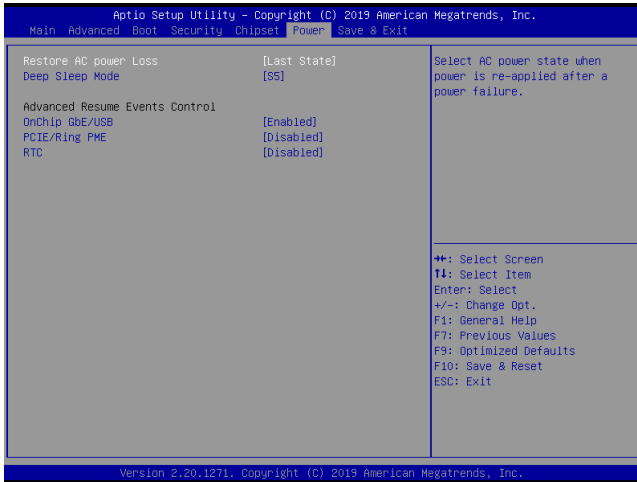 Aptio Setup Utility – Copyright (C) 2019 American Megatrends, Inc.
Main Advanced Boot Security Chipset Power Save & Exit
Restore AC power Loss [Last State]
Deep Sleep Mode [S5]
Advanced Resume Events Control
OnChip GbE/USB [Enabled]
PCIE/Ring PME [Disabled]
RTC [Disabled]
Select AC power state when
power is re-applied after a
power failure.
→←: Select Screen
↑↓: Select Item
Enter: Select
+/-: Change Opt.
F1: General Help
F7: Previous Values
F9: Optimized Defaults
F10: Save & Reset
ESC: Exit
Version 2.20.1271. Copyright (C) 2019 American Megatrends, Inc.